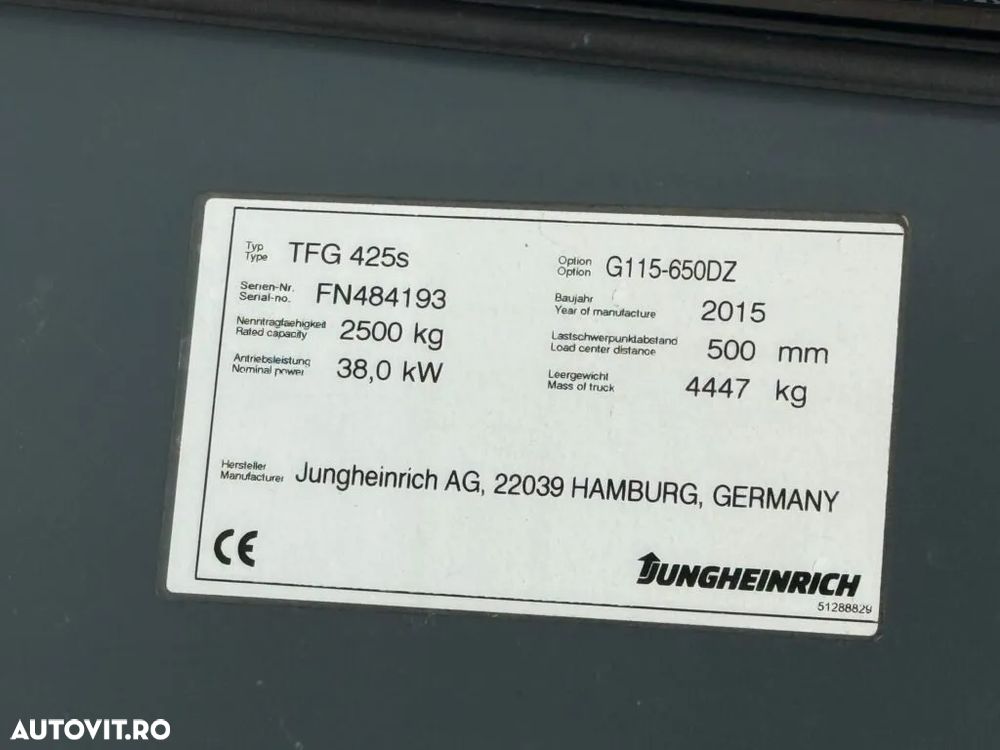 Typ
Type TFG 425s
Option
Option G115-650DZ
Serien-Nr.
Serial-no. FN484193
Baujahr
Year of manufacture 2015
Nenntragfaehigkeit
Rated capacity 2500 kg
Lastschwerpunktabstand
Load center distance 500 mm
Antriebsleistung
Nominal power 38,0 kW
Leergewicht
Mass of truck 4447 kg
Hersteller
Manufacturer Jungheinrich AG, 22039 HAMBURG, GERMANY
CE
JUNGHEINRICH
51288829
AUTOVIT.RO